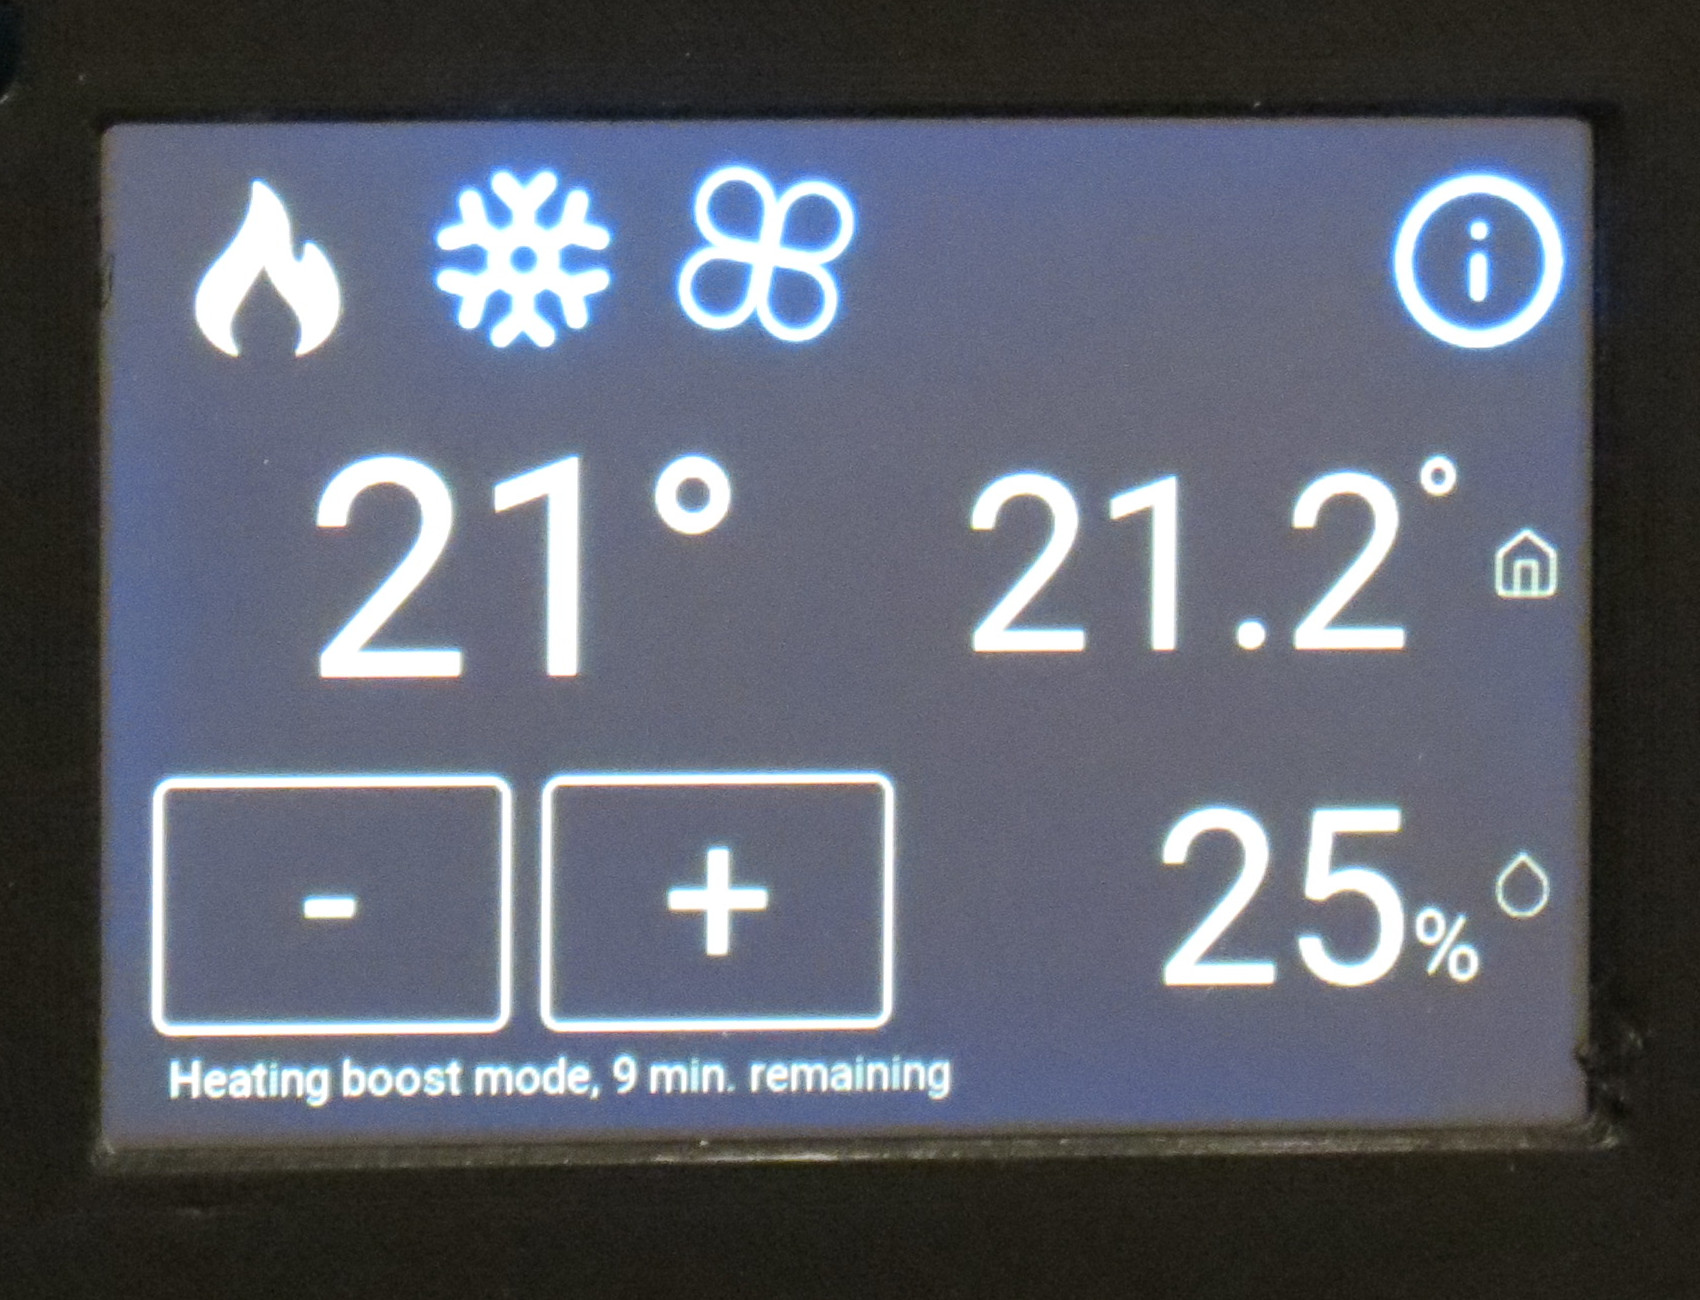 21° 21.2°
- + 25%
Heating boost mode, 9 min. remaining